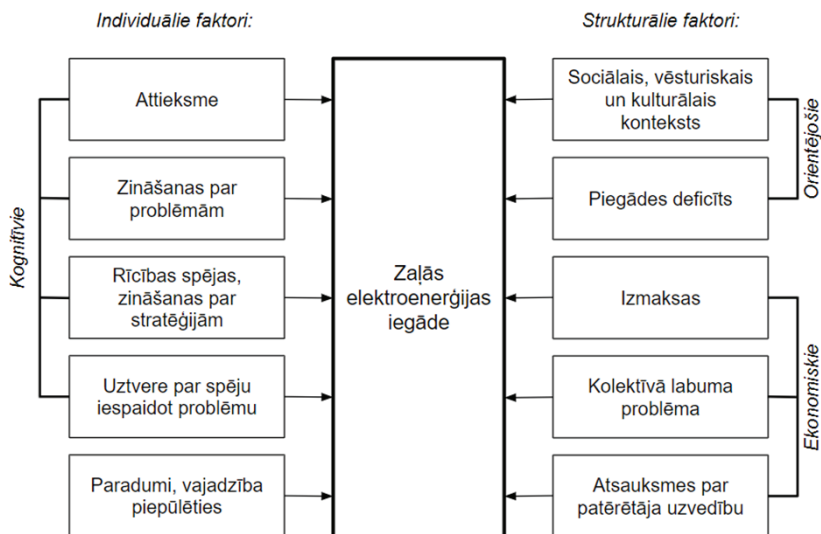 Individuālie faktori:
Strukturālie faktori:
Kognitīvie
Attieksme
Zināšanas par
problēmām
Rīcības spējas,
zināšanas par
stratēģijām
Uztvere par spēju
iespaidot problēmu
Paradumi, vajadzība
piepūlēties
Zaļās
elektroenerģijas
iegāde
Sociālais, vēsturiskais
un kulturālais
konteksts
Piegādes deficīts
Izmaksas
Kolektīvā labuma
problēma
Atsauksmes par
patērētāja uzvedību
Orientējošie
Ekonomiskie